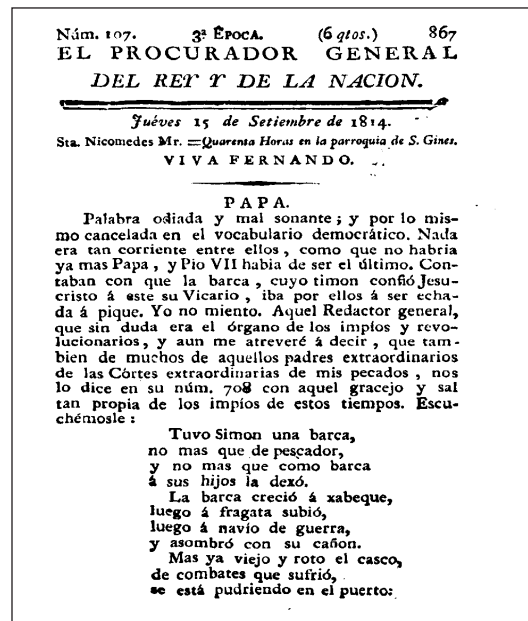 Núm. 107. 3ª ÉPOCA. (6 qtos.) 867
EL PROCURADOR GENERAL
DEL REY Y DE LA NACION.
Juéves 15 de Setiembre de 1814.
Sta. Nicomedes Mr. =Quarenta Horas en la parroquia de S. Gines.
VIVA FERNANDO.
PAPA.
Palabra odiada y mal sonante; y por lo mis-
mo cancelada en el vocabulario democrático. Nada
era tan corriente entre ellos, como que no habria
ya mas Papa, y Pio VII habia de ser el último. Con-
taban con que la barca, cuyo timon confió Jesu-
cristo á este su Vicario, iba por ellos á ser echa-
da á pique. Yo no miento. Aquel Redactor general,
que sin duda era el órgano de los impíos y revo-
lucionarios, y aun me atreveré á decir, que tam-
bien de muchos de aquellos padres extraordinarios
de las Córtes extraordinarias de mis pecados, nos
lo dice en su núm. 708 con aquel gracejo y sal
tan propia de los impíos de estos tiempos. Escu-
chémosle:
Tuvo Simon una barca,
no mas que de pescador,
y no mas que como barca
á sus hijos la dexó.
La barca creció á xabeque,
luego á fragata subió,
luego á navío de guerra,
y asombró con su cañon.
Mas ya viejo y roto el casco,
de combates que sufrió,
se está pudriendo en el puerto: